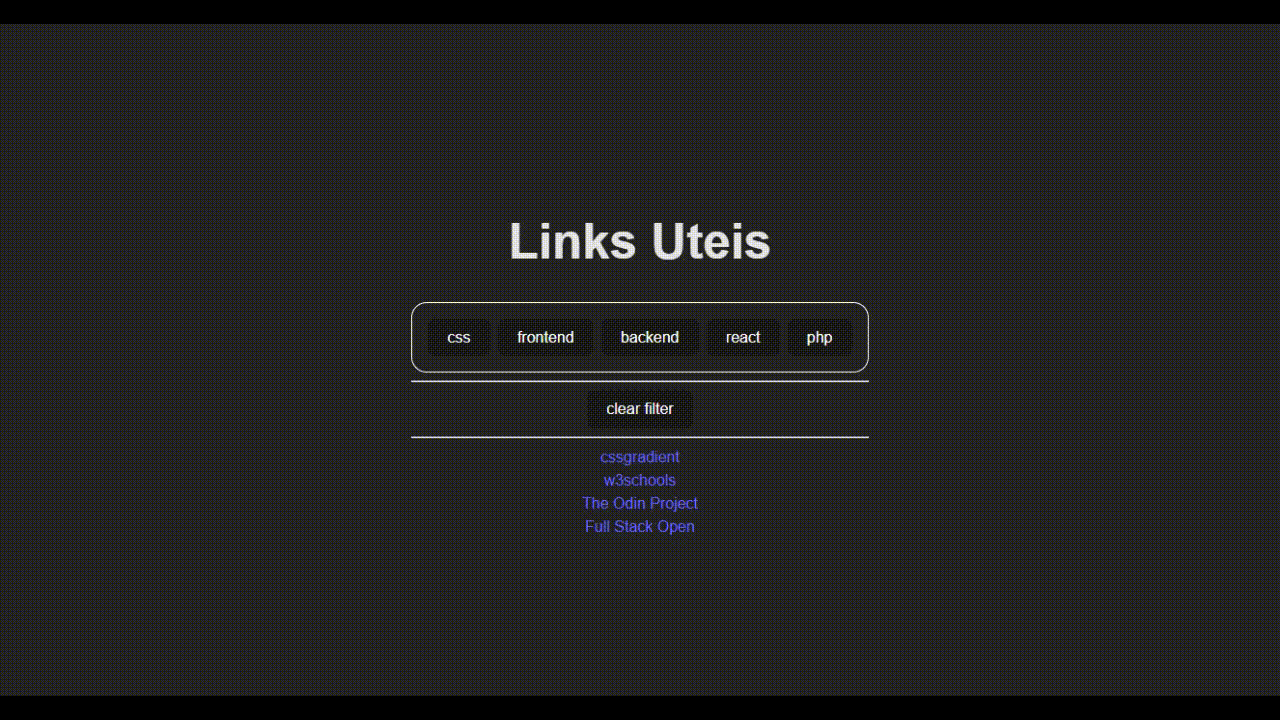 Links Uteis
css frontend backend react php
clear filter
cssgradient
w3schools
The Odin Project
Full Stack Open